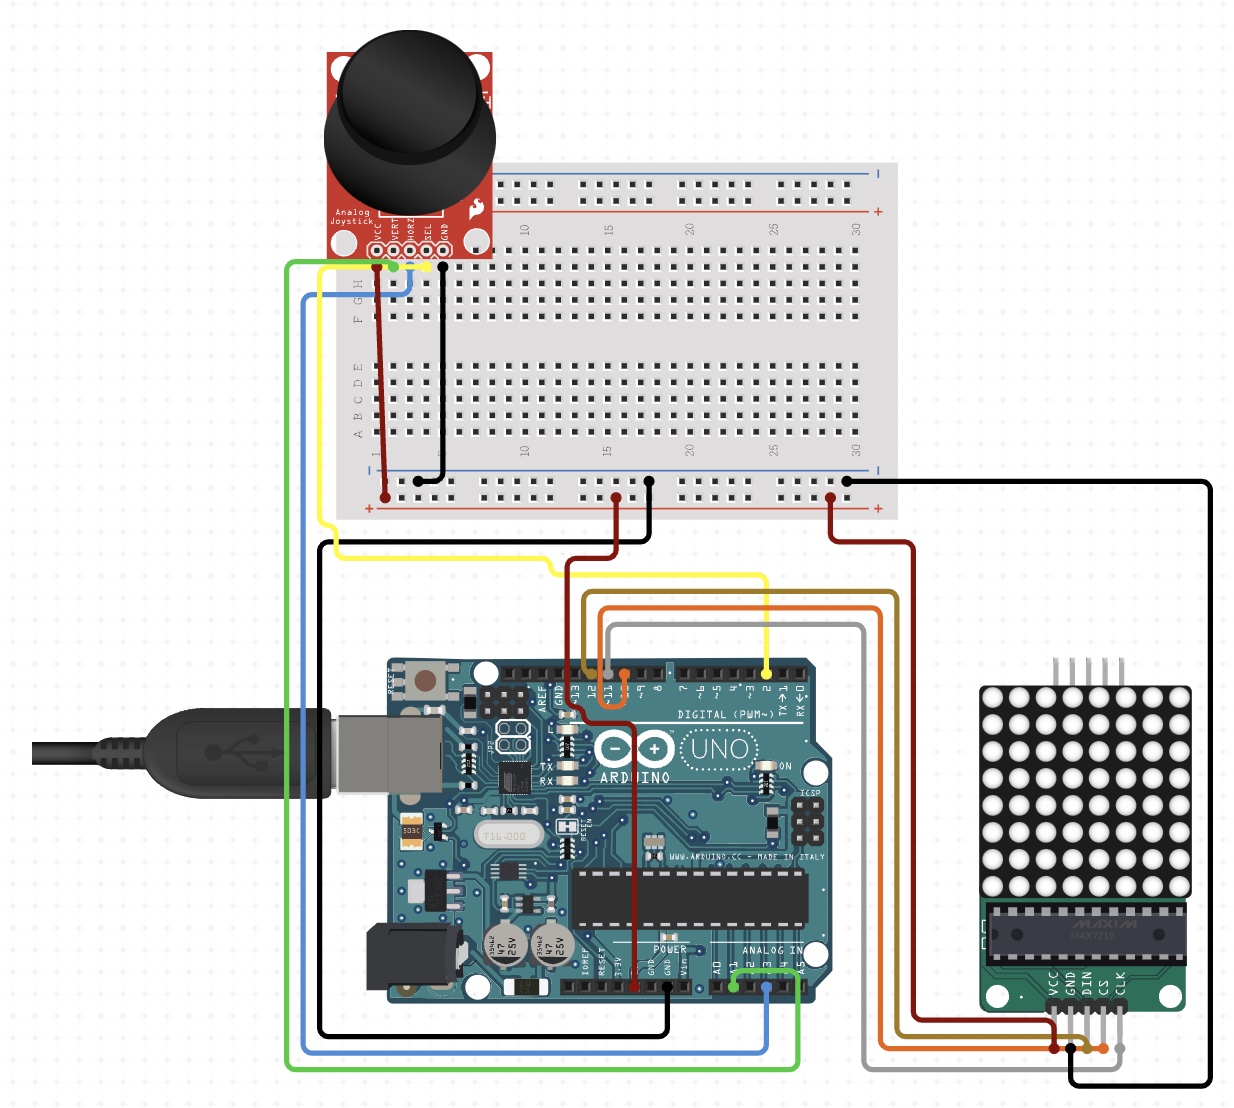 Analog
Joystick
VCC
VERT
HORZ
SEL
GND
10
15
20
25
30
H
G
F
E
D
C
B
A
1
10
15
20
25
30
RESET
AREF
GND
~13
12
~11
~9
8
7
~6
~5
4
~3
2
TX→1
RX←0
DIGITAL (PWM~)
UNO
ARDUINO
TX
RX
ON
ICSP
T16.000
WWW.ARDUINO.CC - MADE IN ITALY
47
25V
47
25V
POWER
ANALOG IN
IOREF
RESET
3.3V
GND
GND
Vin
A0
A1
2
3
4
A5
MAXIM
MAX7219
VCC
GND
DIN
CS
CLK